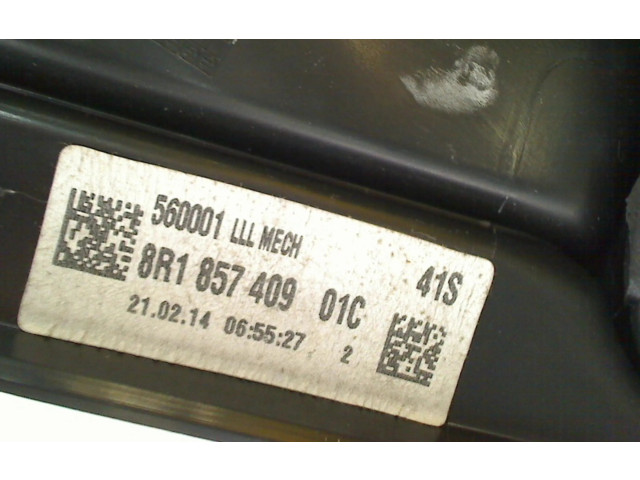 560001 LLL MECH
8R1 857 409 01C 41S
21.02.14 06:55:27 2